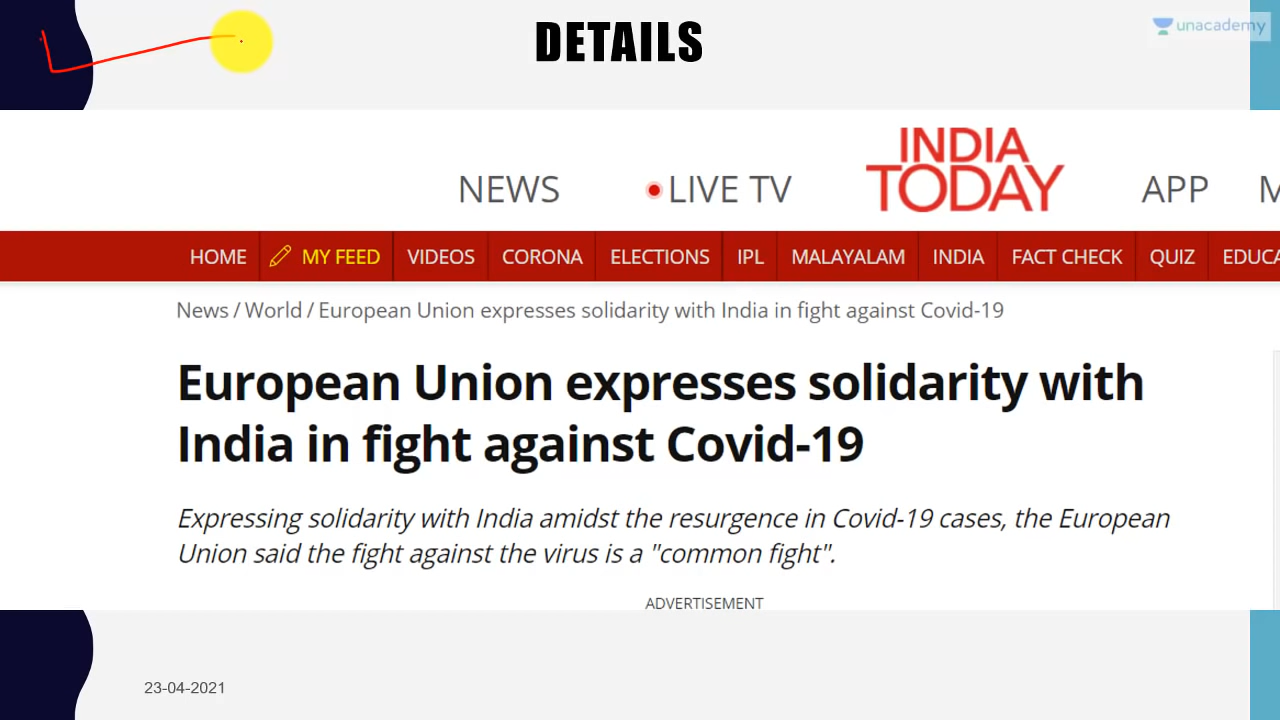 DETAILS
unacademy
NEWS
LIVE TV
INDIA
TODAY
APP
M
HOME MY FEED VIDEOS CORONA ELECTIONS IPL MALAYALAM INDIA FACT CHECK QUIZ EDUCA
News / World / European Union expresses solidarity with India in fight against Covid-19
European Union expresses solidarity with
India in fight against Covid-19
Expressing solidarity with India amidst the resurgence in Covid-19 cases, the European
Union said the fight against the virus is a "common fight".
ADVERTISEMENT
23-04-2021